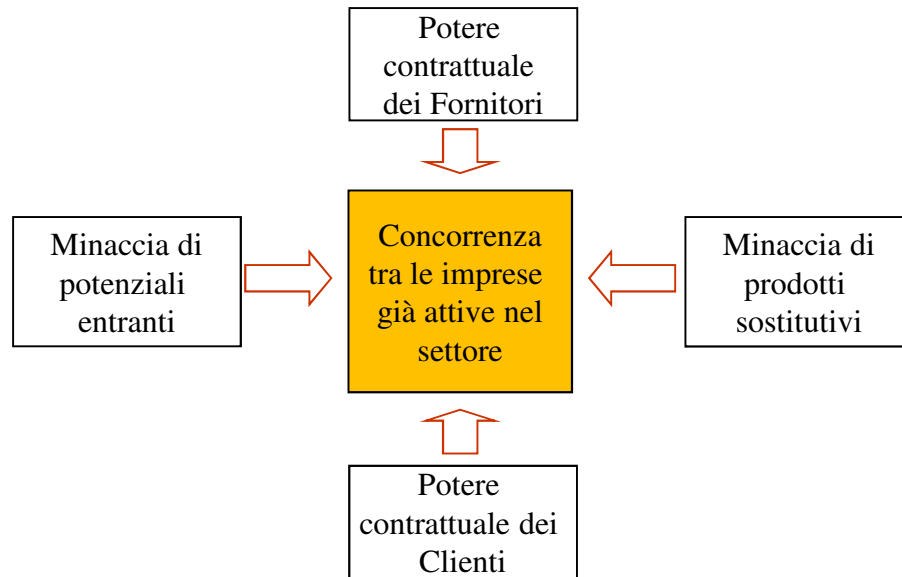 Potere
contrattuale
dei Fornitori
Minaccia di
potenziali
entranti
Concorrenza
tra le imprese
già attive nel
settore
Minaccia di
prodotti
sostitutivi
Potere
contrattuale dei
Clienti